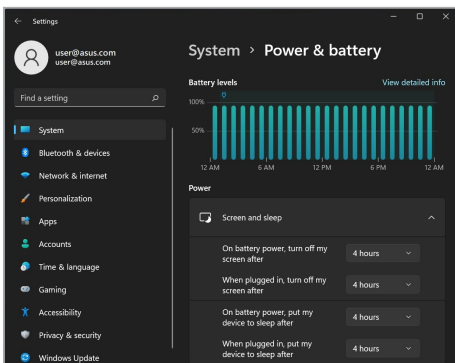 Settings
user@asus.com
user@asus.com
Find a setting
System
Bluetooth & devices
Network & internet
Personalization
Apps
Accounts
Time & language
Gaming
Accessibility
Privacy & security
Windows Update
System > Power & battery
Battery levels
View detailed info
100%
50%
12 AM 6 AM 12 PM 6 PM 12 AM
Power
Screen and sleep
On battery power, turn off my
screen after
4 hours
When plugged in, turn off my
screen after
4 hours
On battery power, put my
device to sleep after
4 hours
When plugged in, put my
device to sleep after
4 hours